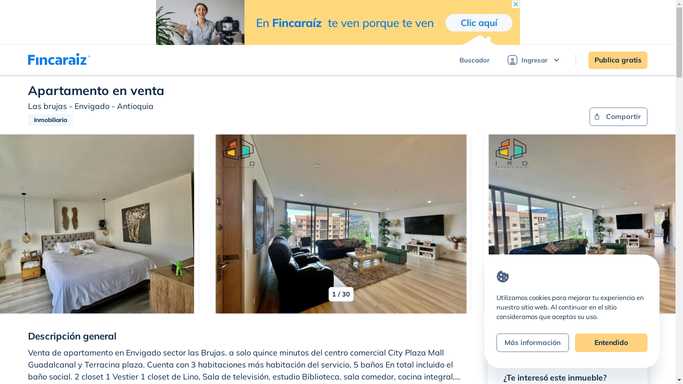 En Fincaraíz te ven porque te ven
Clic aquí
Fincaraíz
Buscador
Ingresar
Publica gratis
Apartamento en venta
Las brujas - Envigado - Antioquia
Inmobiliaria
Compartir
1 / 30
Utilizamos cookies para mejorar tu experiencia en
nuestro sitio web. Al continuar en el sitio
consideramos que aceptas su uso.
Más información
Entendido
Descripción general
Venta de apartamento en Envigado sector las Brujas. a solo quince minutos del centro comercial City Plaza Mall
Guadalcanal y Terracina plaza. Cuenta con 3 habitaciones más habitación del servicio, 5 baños En total incluido el
baño social. 2 closet 1 Vestier 1 closet de Lino, Sala de televisión, estudio Biblioteca, sala comedor, cocina integral,...
¿Te interesó este inmueble?